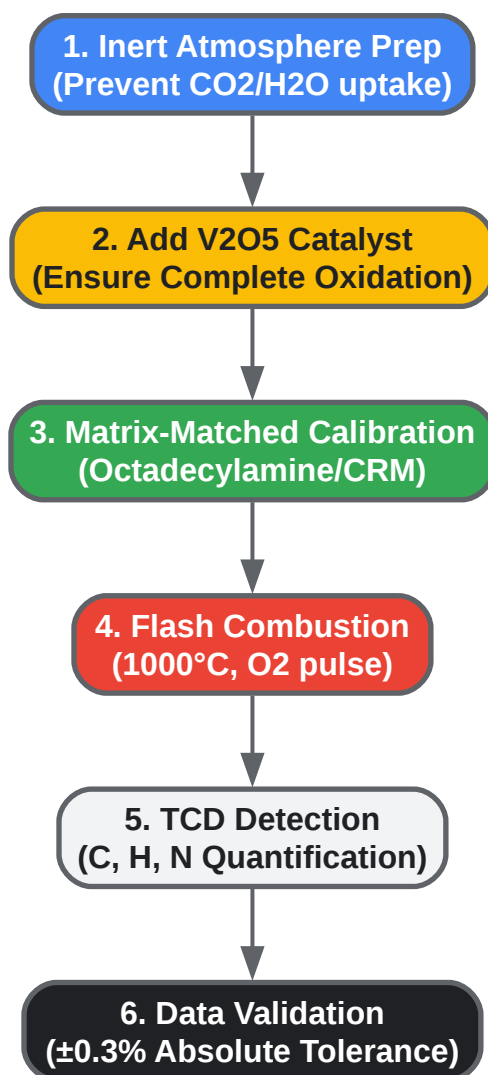 1. Inert Atmosphere Prep
(Prevent CO2/H2O uptake)
2. Add V2O5 Catalyst
(Ensure Complete Oxidation)
3. Matrix-Matched Calibration
(Octadecylamine/CRM)
4. Flash Combustion
(1000°C, O2 pulse)
5. TCD Detection
(C, H, N Quantification)
6. Data Validation
(±0.3% Absolute Tolerance)